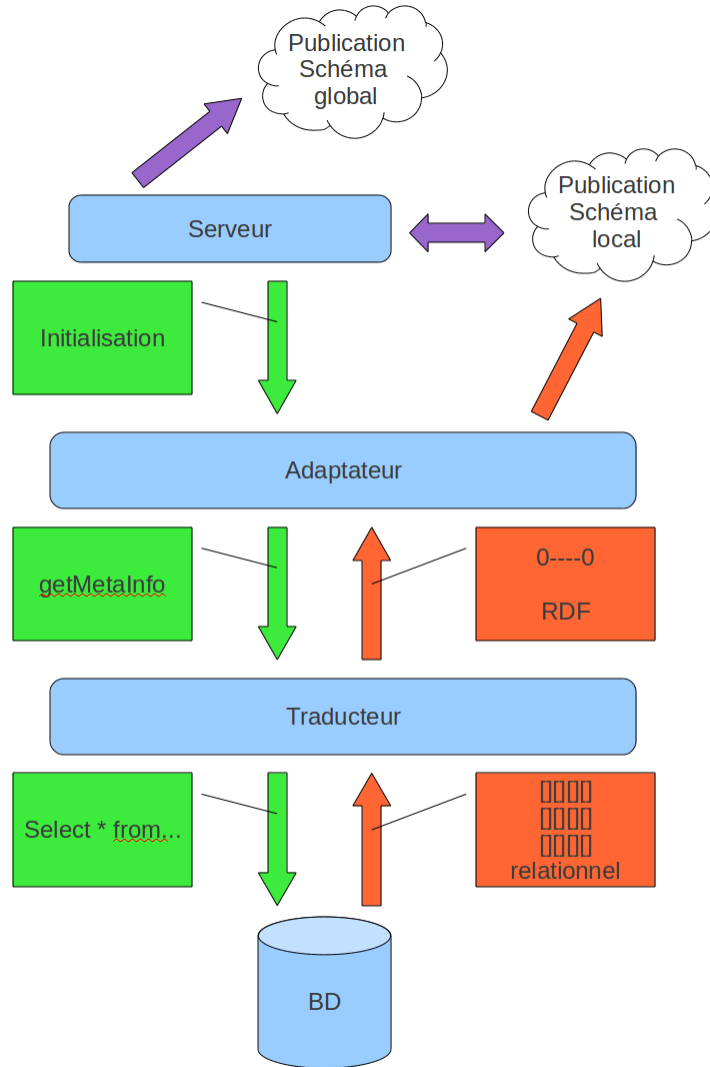 Publication
Schéma
global
Publication
Schéma
local
Serveur
Initialisation
Adaptateur
getMetaInfo
0----0
RDF
Traducteur
Select * from...
▯▯▯▯
▯▯▯▯
▯▯▯▯
relationnel
BD